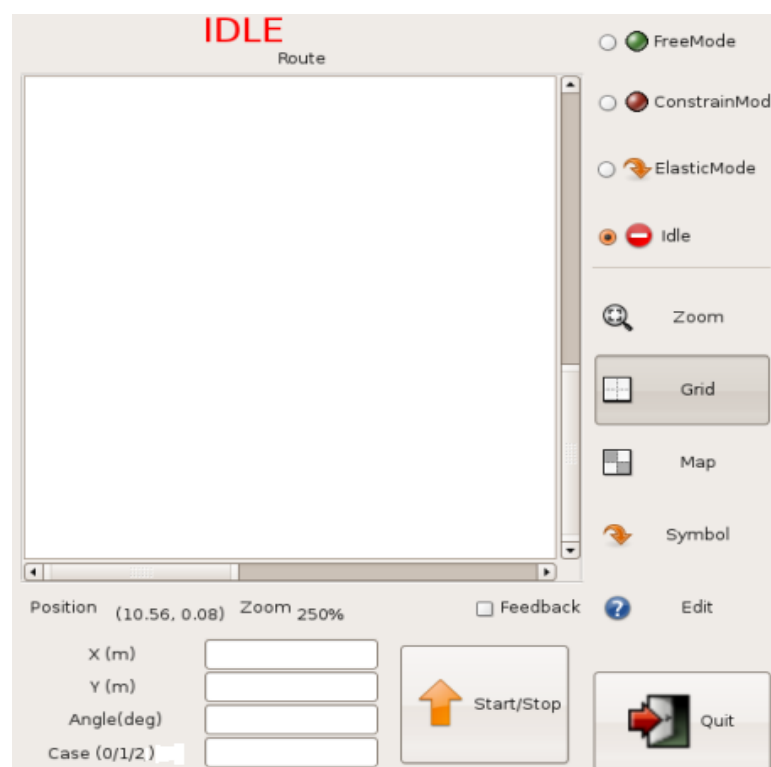 IDLE
Route
FreeMode
ConstrainMod
ElasticMode
Idle
Zoom
Grid
Map
Symbol
Edit
Position (10.56, 0.08) Zoom 250%
Feedback
X (m)
Y (m)
Angle(deg)
Case (0/1/2)
Start/Stop
Quit